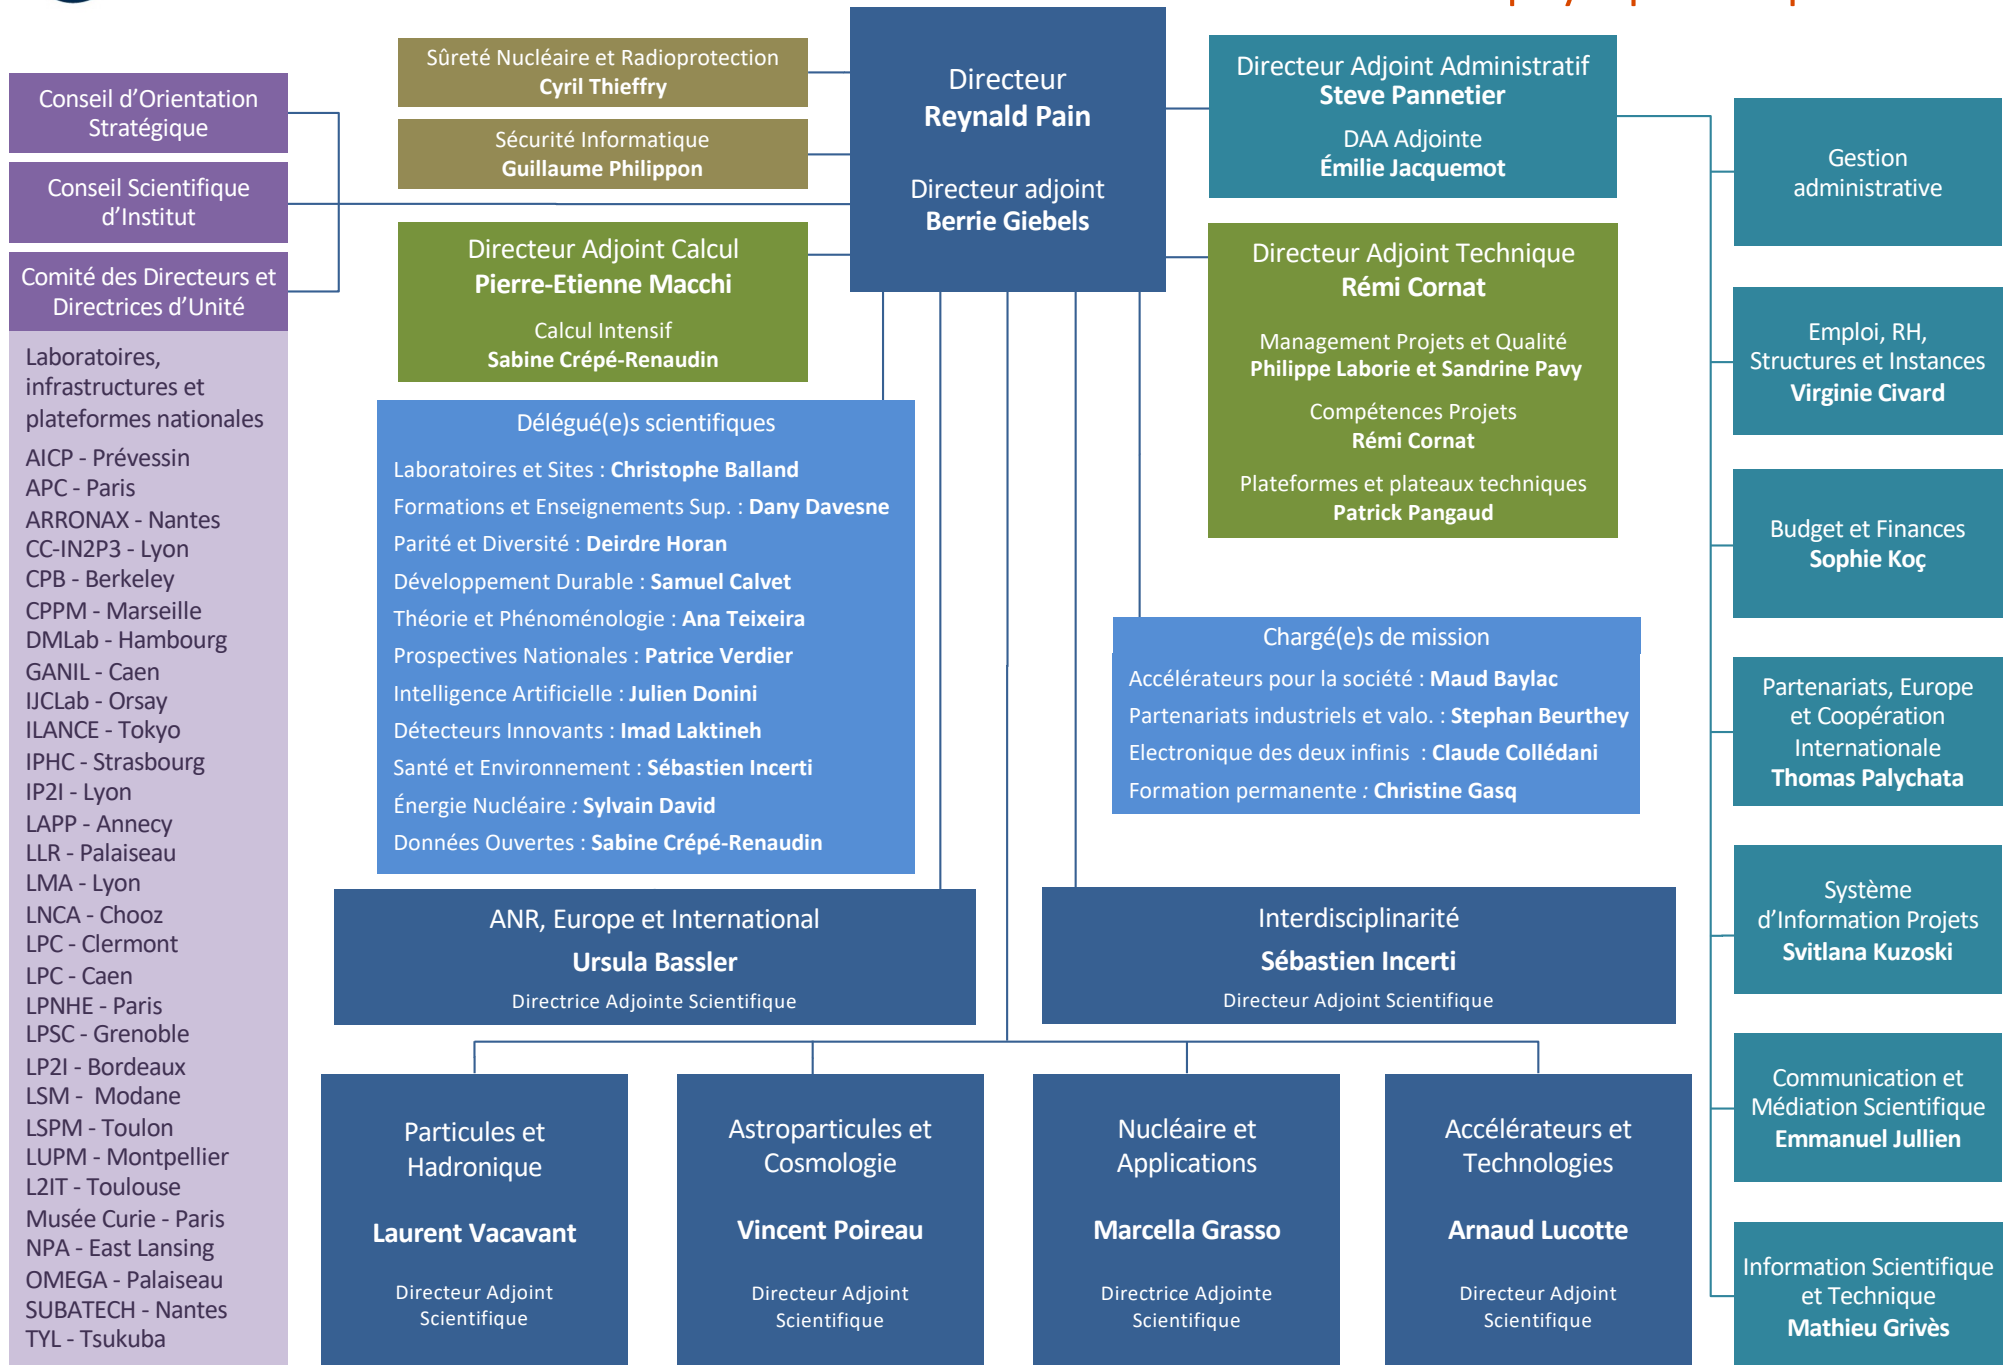 Conseil d’Orientation
Stratégique
Conseil Scientifique
d’Institut
Comité des Directeurs et
Directrices d’Unité
Laboratoires,
infrastructures et
plateformes nationales
AICP - Prévessin
APC - Paris
ARRONAX - Nantes
CC-IN2P3 - Lyon
CPB - Berkeley
CPPM - Marseille
DMLab - Hambourg
GANIL - Caen
IJCLab - Orsay
ILANCE - Tokyo
IPHC - Strasbourg
IP2I - Lyon
LAPP - Annecy
LLR - Palaiseau
LMA - Lyon
LNCA - Chooz
LPC - Clermont
LPC - Caen
LPNHE - Paris
LPSC - Grenoble
LP2I - Bordeaux
LSM - Modane
LSPM - Toulon
LUPM - Montpellier
L2IT - Toulouse
Musée Curie - Paris
NPA - East Lansing
OMEGA - Palaiseau
SUBATECH - Nantes
TYL - Tsukuba
Sûreté Nucléaire et Radioprotection
Cyril Thieffry
Sécurité Informatique
Guillaume Philippon
Directeur Adjoint Calcul
Pierre-Etienne Macchi
Calcul Intensif
Sabine Crépé-Renaudin
Directeur
Reynald Pain
Directeur adjoint
Berrie Giebels
Directeur Adjoint Administratif
Steve Pannetier
DAA Adjointe
Émilie Jacquemot
Directeur Adjoint Technique
Rémi Cornat
Management Projets et Qualité
Philippe Laborie et Sandrine Pavy
Compétences Projets
Rémi Cornat
Plateformes et plateaux techniques
Patrick Pangaud
Délégué(e)s scientifiques
Laboratoires et Sites : Christophe Balland
Formations et Enseignements Sup. : Dany Davesne
Parité et Diversité : Deirdre Horan
Développement Durable : Samuel Calvet
Théorie et Phénoménologie : Ana Teixeira
Prospectives Nationales : Patrice Verdier
Intelligence Artificielle : Julien Donini
Détecteurs Innovants : Imad Laktineh
Santé et Environnement : Sébastien Incerti
Énergie Nucléaire : Sylvain David
Données Ouvertes : Sabine Crépé-Renaudin
Chargé(e)s de mission
Accélérateurs pour la société : Maud Baylac
Partenariats industriels et valo. : Stephan Beurthey
Electronique des deux infinis : Claude Collédani
Formation permanente : Christine Gasq
ANR, Europe et International
Ursula Bassler
Directrice Adjointe Scientifique
Interdisciplinarité
Sébastien Incerti
Directeur Adjoint Scientifique
Particules et
Hadronique
Laurent Vacavant
Directeur Adjoint
Scientifique
Astroparticules et
Cosmologie
Vincent Poireau
Directeur Adjoint
Scientifique
Nucléaire et
Applications
Marcella Grasso
Directrice Adjointe
Scientifique
Accélérateurs et
Technologies
Arnaud Lucotte
Directeur Adjoint
Scientifique
Gestion
administrative
Emploi, RH,
Structures et Instances
Virginie Civard
Budget et Finances
Sophie Koç
Partenariats, Europe
et Coopération
Internationale
Thomas Palychata
Système
d’Information Projets
Svitlana Kuzoski
Communication et
Médiation Scientifique
Emmanuel Jullien
Information Scientifique
et Technique
Mathieu Grivès